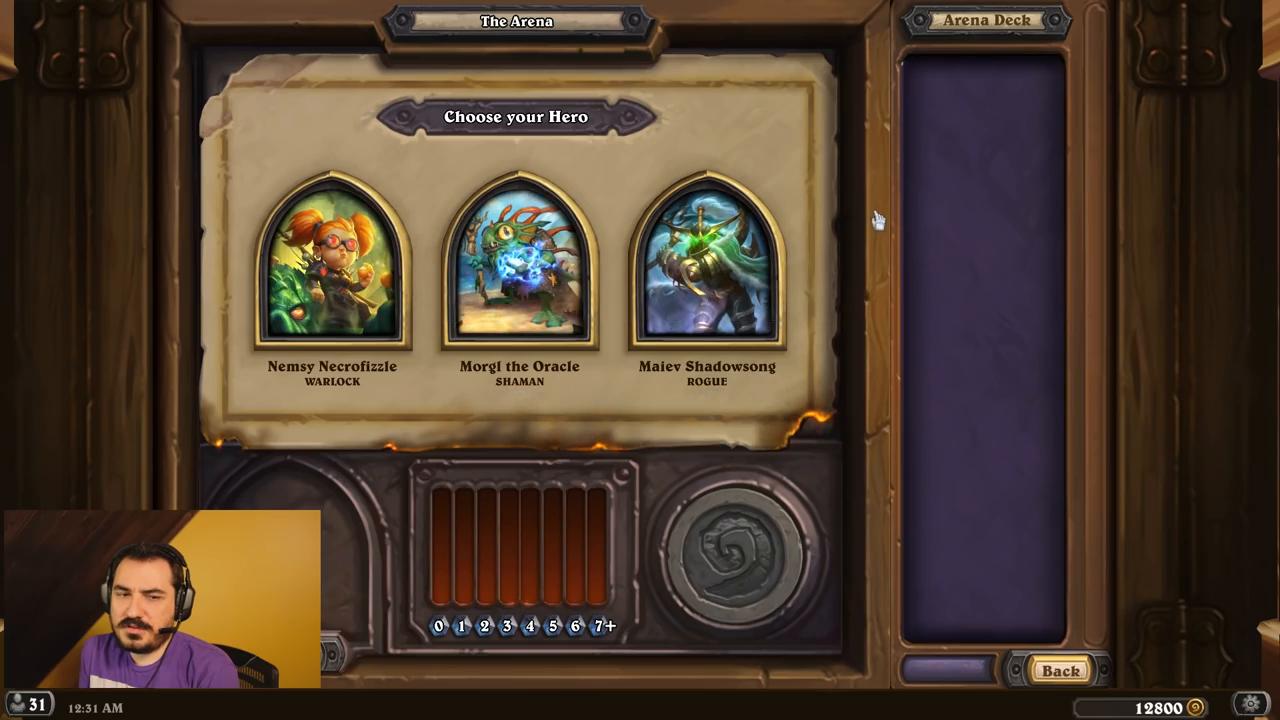 The Arena
Arena Deck
Choose your Hero
Nemsy Necrofizzle
WARLOCK
Morgl the Oracle
SHAMAN
Maiev Shadowsong
ROGUE
0 1 2 3 4 5 6 7+
Back
31
12:31 AM
12800